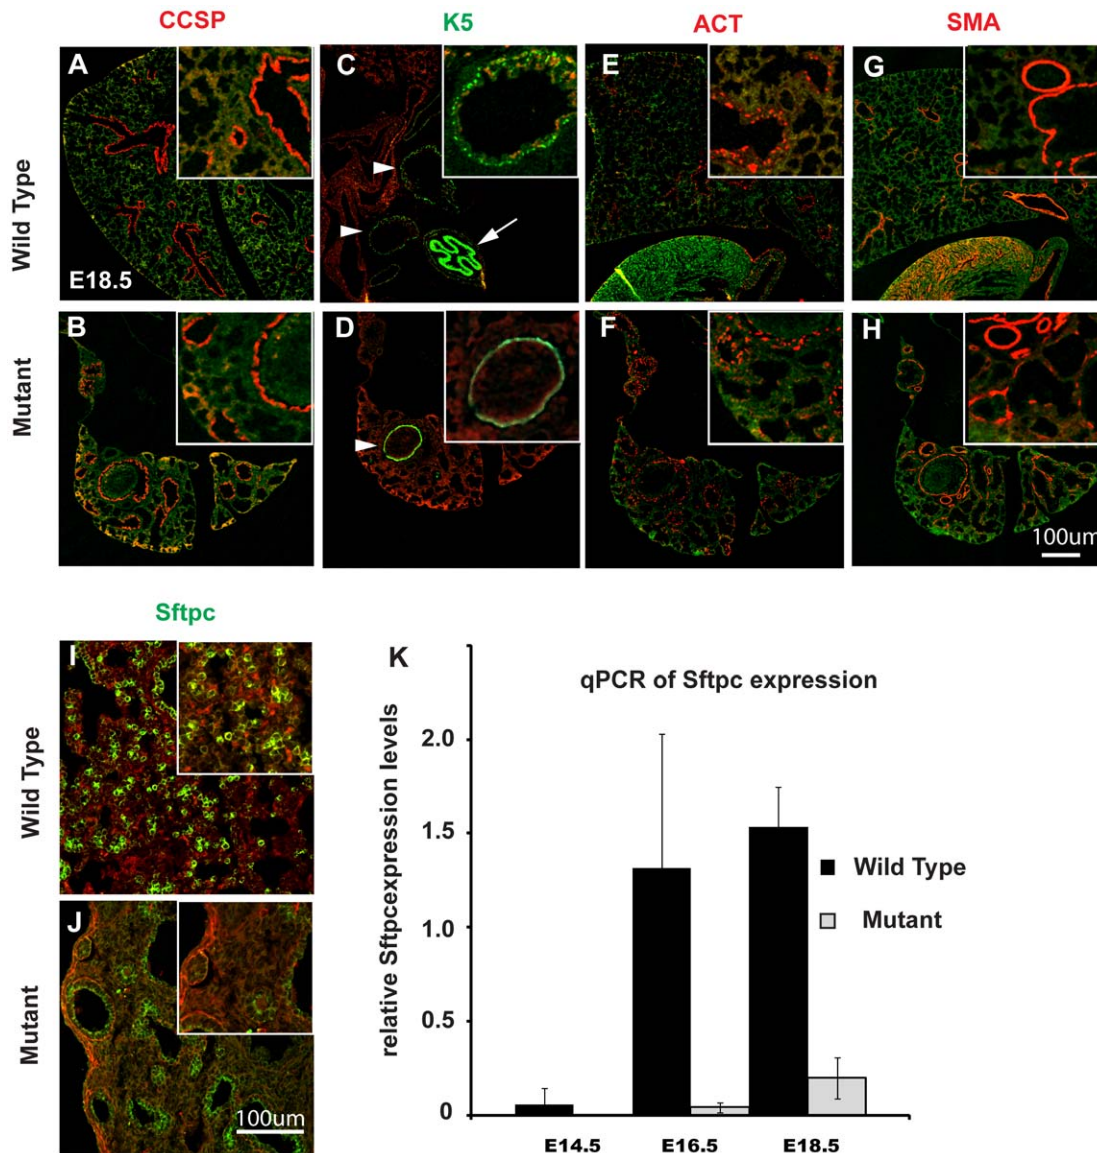 CCSP K5 ACT SMA
Wild Type
A C E G
E18.5
Mutant
B D F H
100um
Sftpc
Wild Type
I
Mutant
J
100um
K
qPCR of Sftpc expression
relative Sftpcexpression levels
2.0
1.5
1.0
0.5
0
Wild Type
Mutant
E14.5 E16.5 E18.5